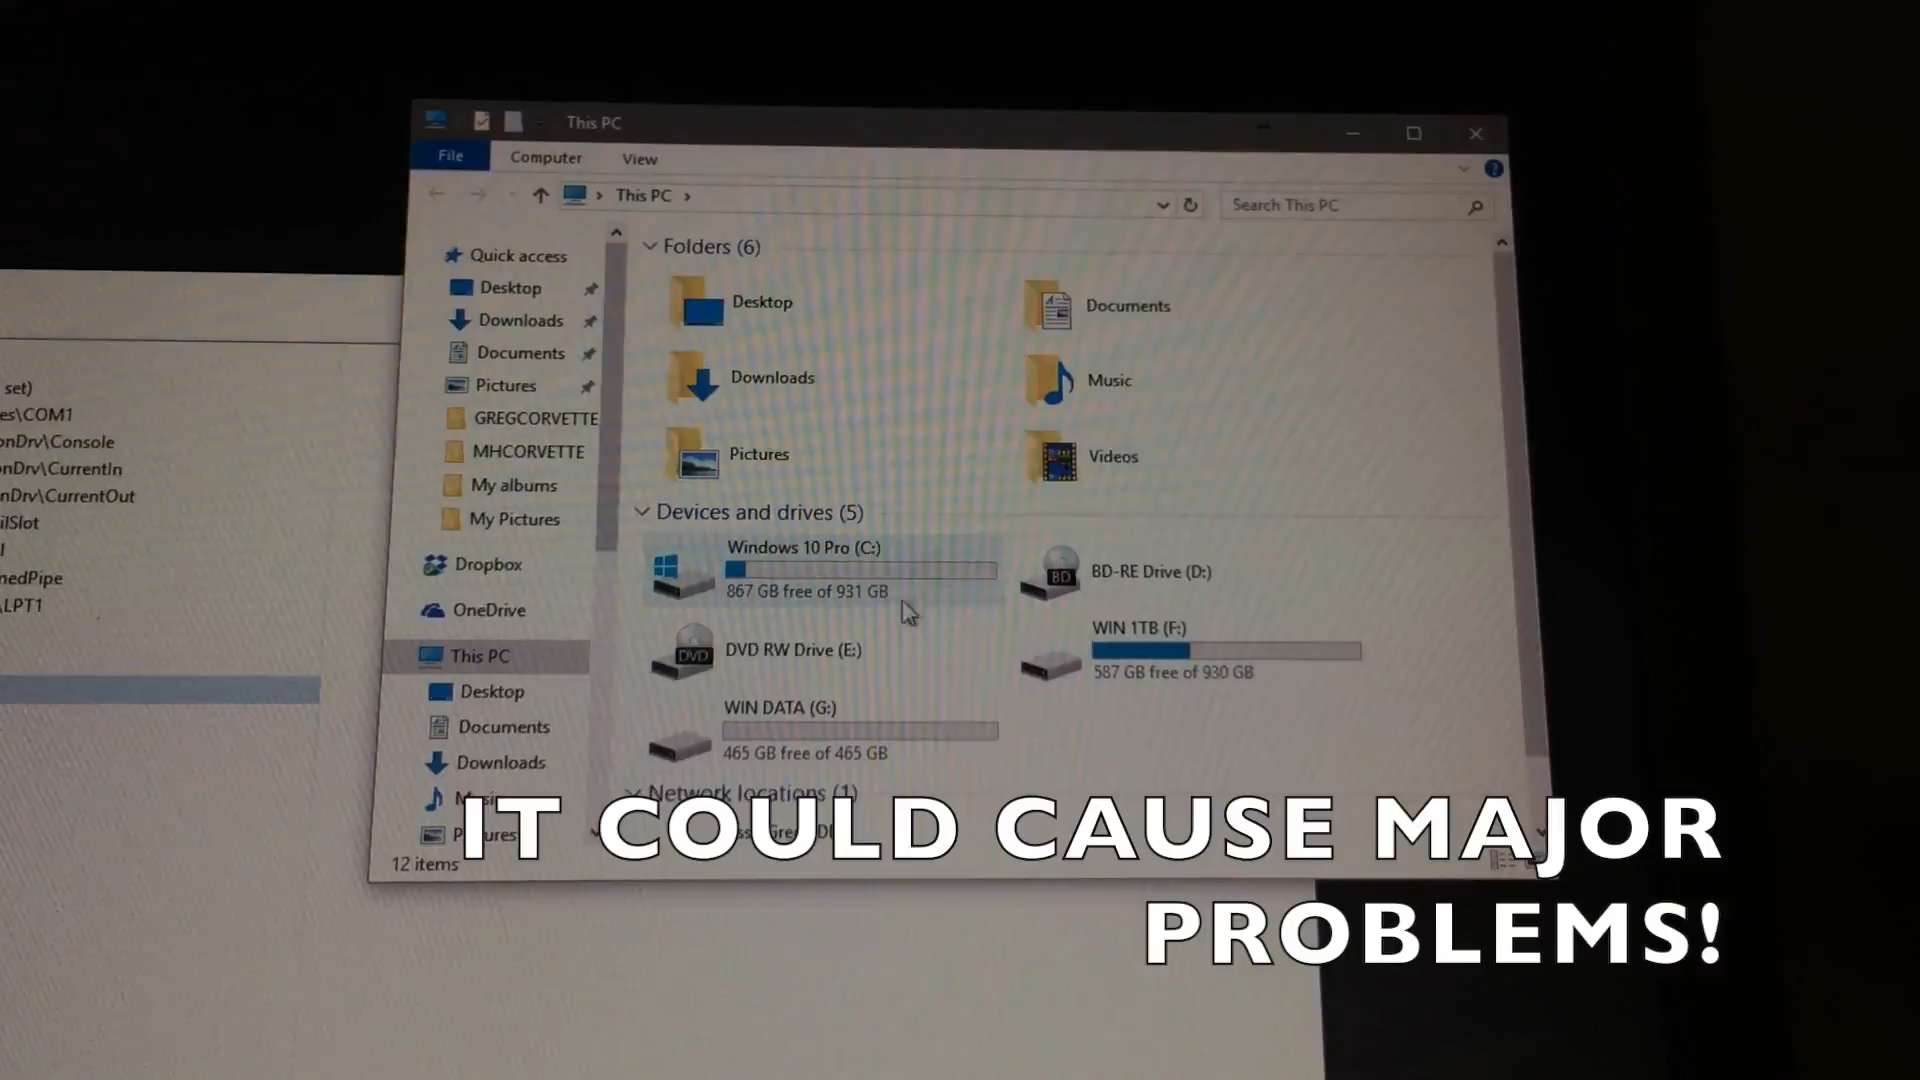 This PC
File Computer View
This PC
Search This PC
Quick access
Desktop
Downloads
Documents
Pictures
GREGCORVETTE
MHCORVETTE
My albums
My Pictures
Dropbox
OneDrive
This PC
Desktop
Documents
Downloads
12 items
Folders (6)
Desktop
Documents
Downloads
Music
Pictures
Videos
Devices and drives (5)
Windows 10 Pro (C:)
867 GB free of 931 GB
BD
BD-RE Drive (D:)
DVD
DVD RW Drive (E:)
WIN 1TB (F:)
587 GB free of 930 GB
WIN DATA (G:)
465 GB free of 465 GB
Network locations (1)
set)
es\COM1
onDrv\Console
onDrv\CurrentIn
nDrv\CurrentOut
ilSlot
nedPipe
\LPT1
IT COULD CAUSE MAJOR
PROBLEMS!